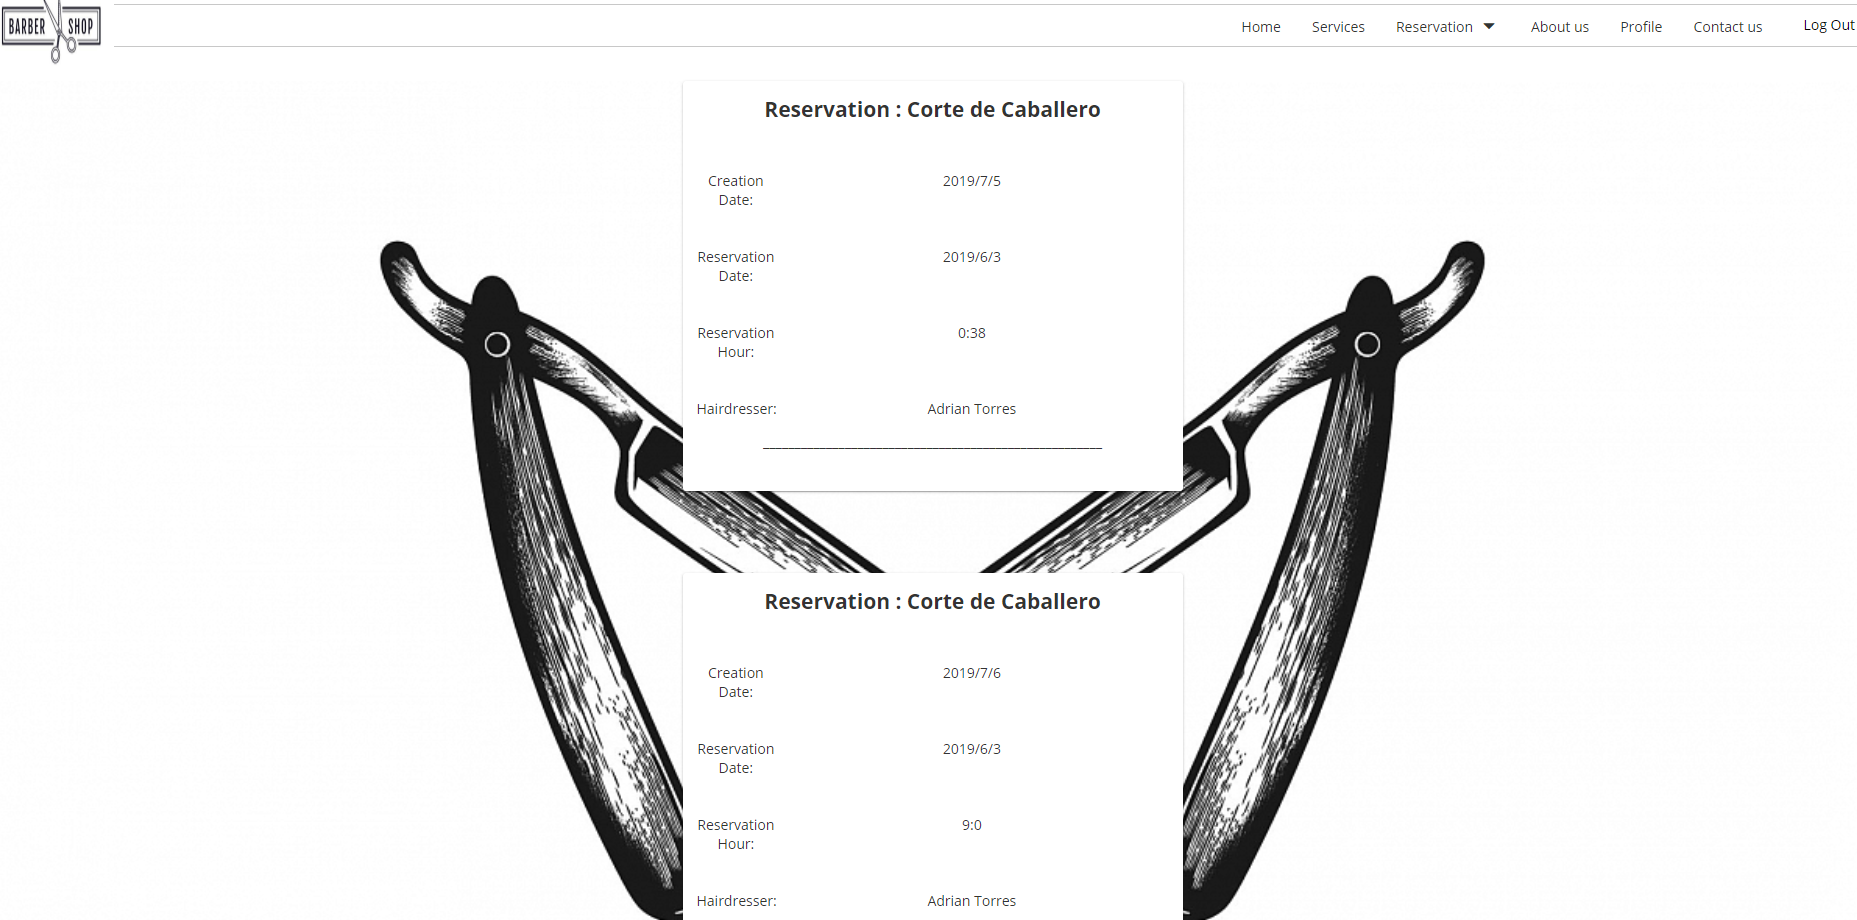 BARBER SHOP
Home Services Reservation About us Profile Contact us Log Out
Reservation : Corte de Caballero
Creation
Date:
2019/7/5
Reservation
Date:
2019/6/3
Reservation
Hour:
0:38
Hairdresser:
Adrian Torres
Reservation : Corte de Caballero
Creation
Date:
2019/7/6
Reservation
Date:
2019/6/3
Reservation
Hour:
9:0
Hairdresser:
Adrian Torres